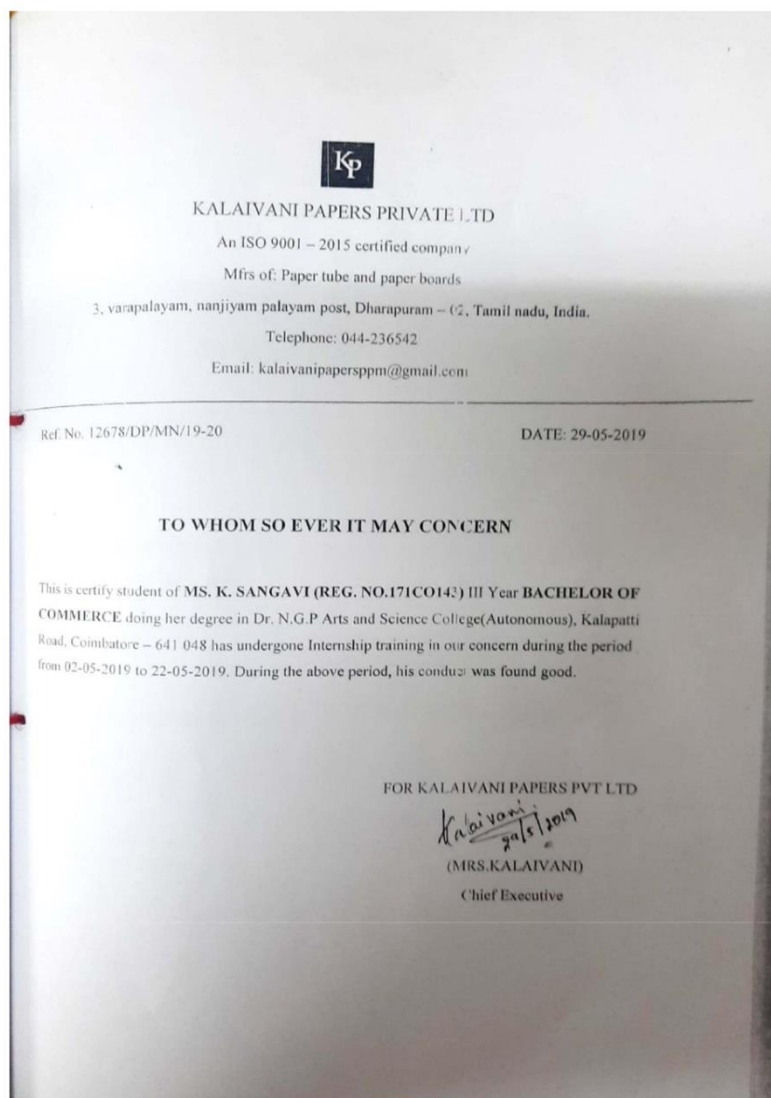 KP
KALAIVANI PAPERS PRIVATE LTD
An ISO 9001 – 2015 certified company
Mfrs of: Paper tube and paper boards
3, varapalayam, nanjiyam palayam post, Dharapuram – 02, Tamil nadu, India.
Telephone: 044-236542
Email: kalaivanipapersppm@gmail.com
Ref. No. 12678/DP/MN/19-20 DATE: 29-05-2019
TO WHOM SO EVER IT MAY CONCERN
This is certify student of MS. K. SANGAVI (REG. NO.171CO143) III Year BACHELOR OF
COMMERCE doing her degree in Dr. N.G.P Arts and Science College(Autonomous), Kalapatti
Road, Coimbatore – 641 048 has undergone Internship training in our concern during the period
from 02-05-2019 to 22-05-2019. During the above period, his conduct was found good.
FOR KALAIVANI PAPERS PVT LTD
Kalaivani
29/5/2019
(MRS.KALAIVANI)
Chief Executive